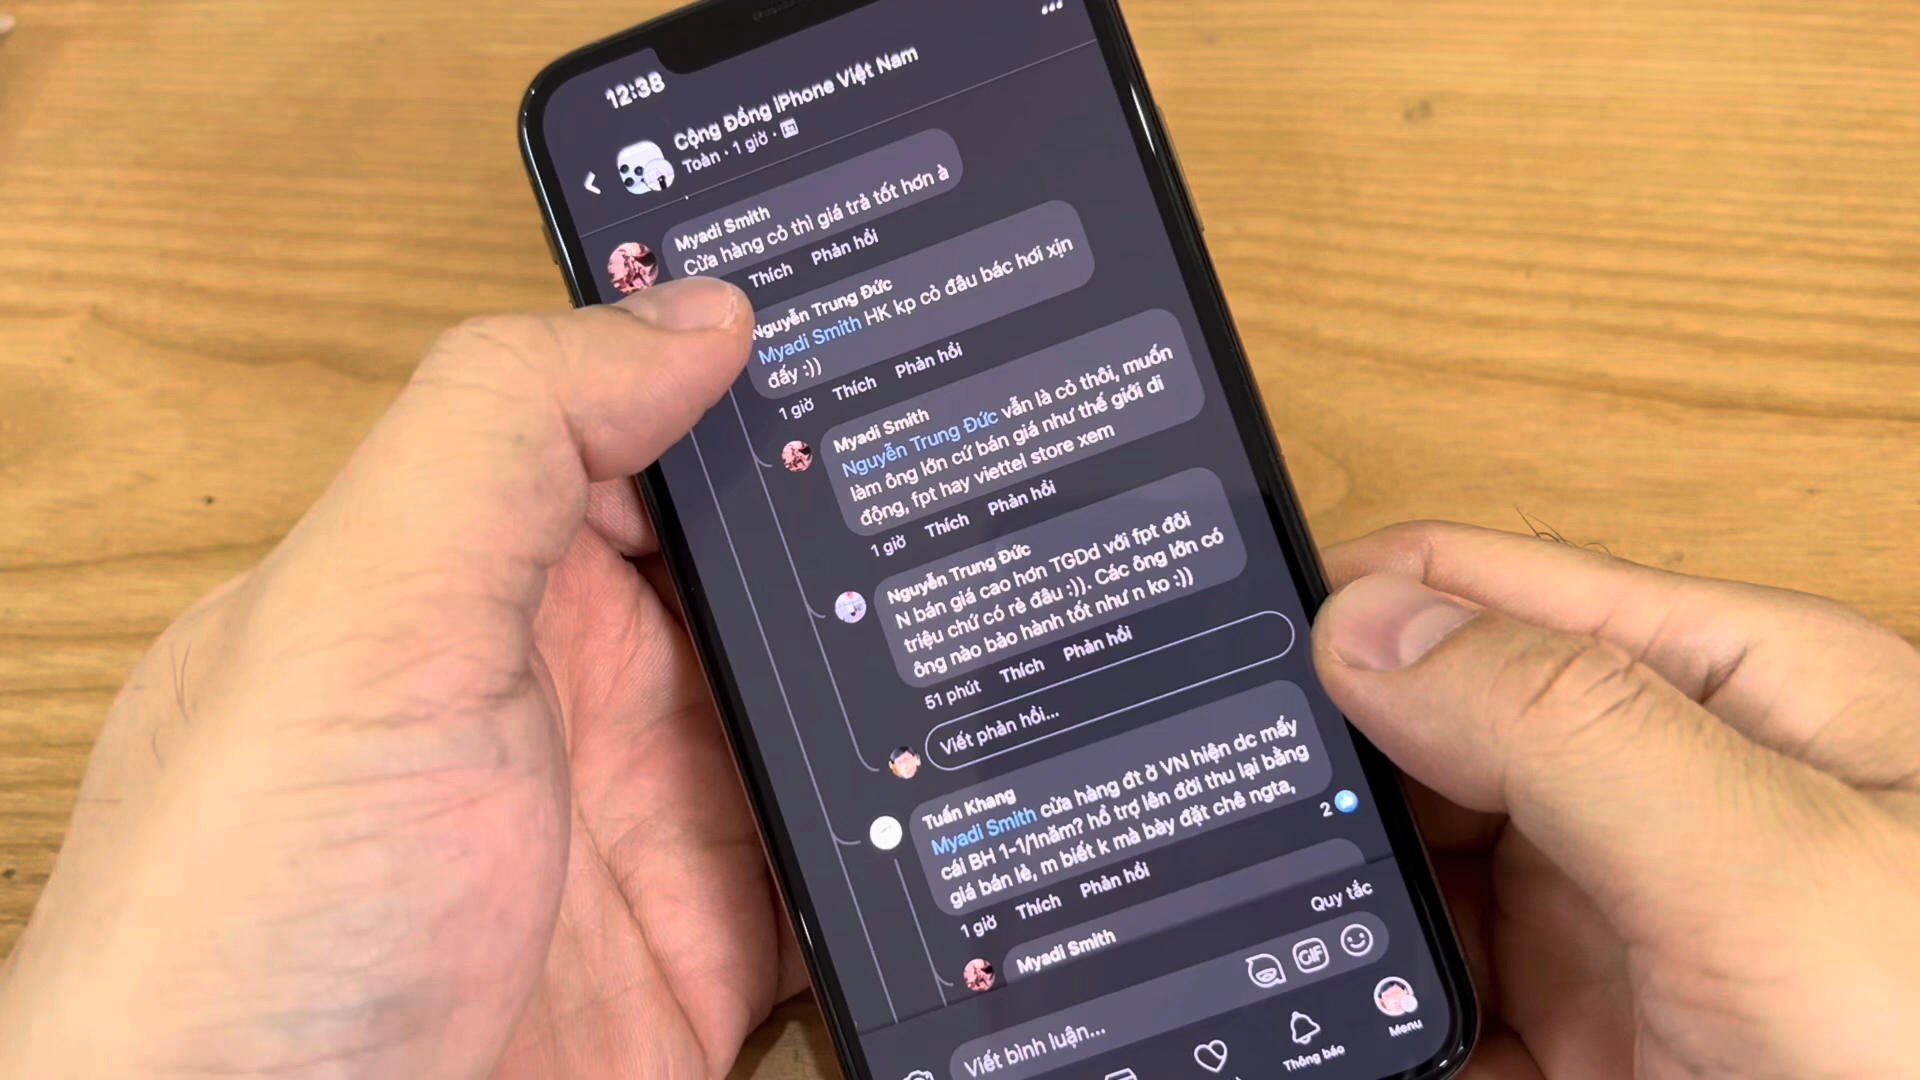 12:38
Cộng Đồng iPhone Việt Nam
Toàn · 1 giờ ·
Myadi Smith
Cửa hàng cỏ thì giá trả tốt hơn à
Thích Phản hồi
Nguyễn Trung Đức
Myadi Smith HK kp cỏ đâu bác hơi xịn
đấy :))
1 giờ Thích Phản hồi
Myadi Smith
Nguyễn Trung Đức vẫn là cỏ thôi, muốn
làm ông lớn cứ bán giá như thế giới di
động, fpt hay viettel store xem
1 giờ Thích Phản hồi
Nguyễn Trung Đức
N bán giá cao hơn TGDd với fpt đôi
triệu chứ có rẻ đâu :)). Các ông lớn có
ông nào bảo hành tốt như n ko :))
51 phút Thích Phản hồi
Viết phản hồi...
Tuấn Khang
Myadi Smith cửa hàng đt ở VN hiện dc mấy
cái BH 1-1/1năm? hổ trợ lên đời thu lại bằng
giá bán lẻ, m biết k mà bày đặt chê ngta,
2
1 giờ Thích Phản hồi
Myadi Smith
Quy tắc
GIF
Viết bình luận...
Thông báo
Menu